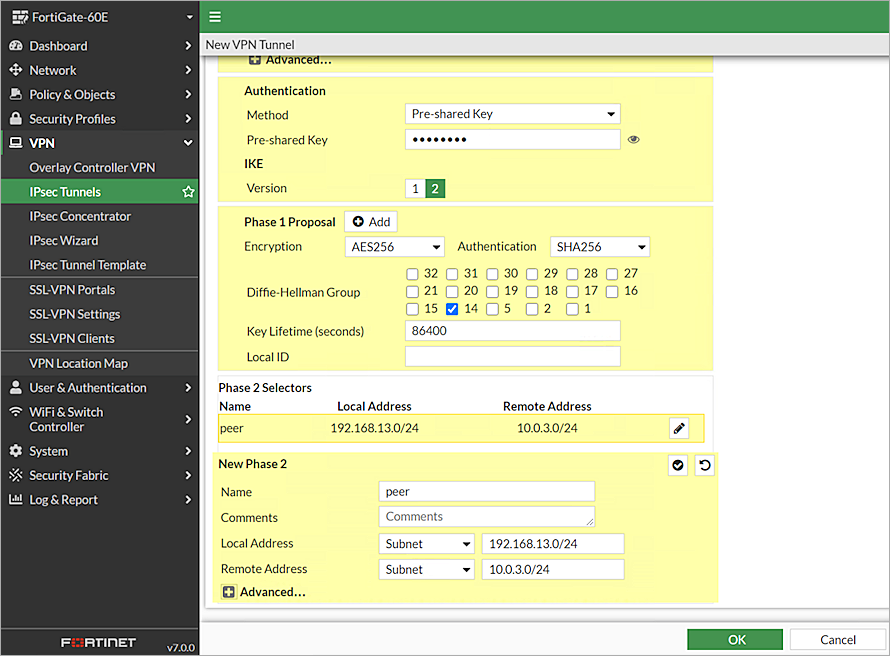 FortiGate-60E
Dashboard
Network
Policy & Objects
Security Profiles
VPN
Overlay Controller VPN
IPsec Tunnels
IPsec Concentrator
IPsec Wizard
IPsec Tunnel Template
SSL-VPN Portals
SSL-VPN Settings
SSL-VPN Clients
VPN Location Map
User & Authentication
WiFi & Switch
Controller
System
Security Fabric
Log & Report
FORTINET
v7.0.0
New VPN Tunnel
Advanced...
Authentication
Method Pre-shared Key
Pre-shared Key ••••••••
IKE
Version 1 2
Phase 1 Proposal Add
Encryption AES256 Authentication SHA256
32 31 30 29 28 27
Diffie-Hellman Group 21 20 19 18 17 16
15 14 5 2 1
Key Lifetime (seconds) 86400
Local ID
Phase 2 Selectors
Name Local Address Remote Address
peer 192.168.13.0/24 10.0.3.0/24
New Phase 2
Name peer
Comments Comments
Local Address Subnet 192.168.13.0/24
Remote Address Subnet 10.0.3.0/24
Advanced...
OK Cancel